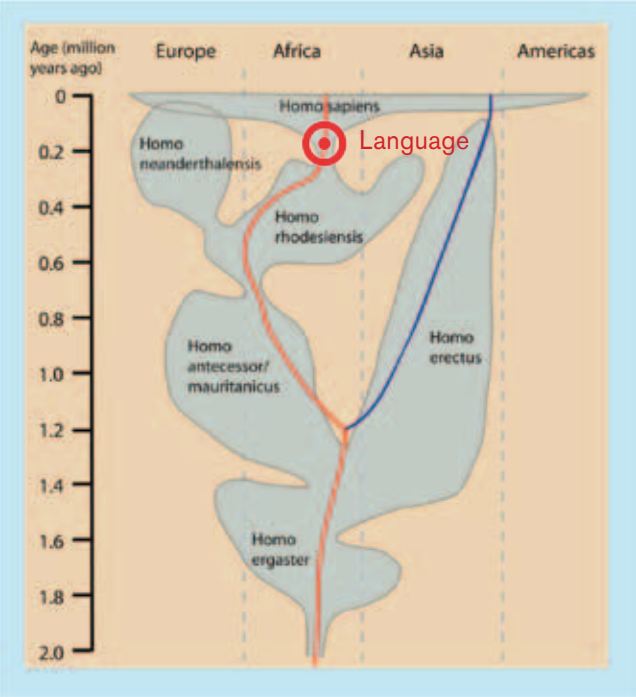 Age (million
years ago)
Europe
Africa
Asia
Americas
0
Homo sapiens
Language
Homo
neanderthalensis
0.2
0.4
Homo
rhodesiensis
0.6
0.8
Homo
antecessor/
mauritanicus
Homo
erectus
1.0
1.2
1.4
Homo
ergaster
1.6
1.8
2.0